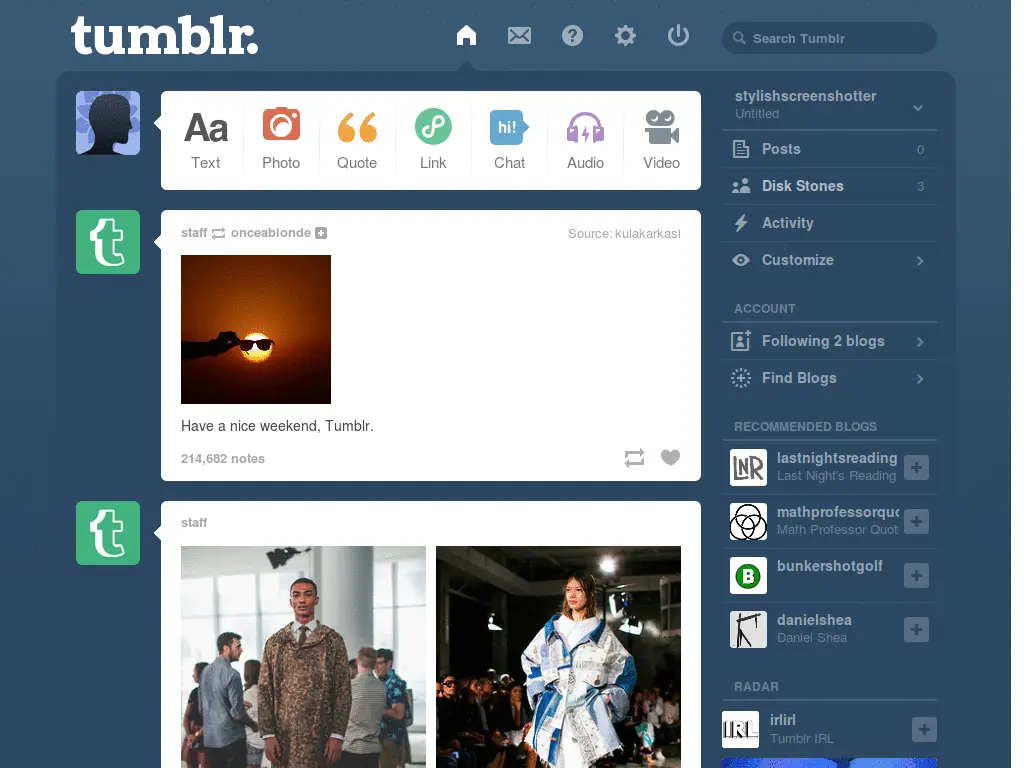 tumblr.
Search Tumblr
Aa
Text
Photo
Quote
Link
hi!
Chat
Audio
Video
staff onceablonde
Source: kulakarkasi
Have a nice weekend, Tumblr.
214,682 notes
staff
stylishscreenshotter
Untitled
Posts 0
Disk Stones 3
Activity
Customize
ACCOUNT
Following 2 blogs
Find Blogs
RECOMMENDED BLOGS
LNR
lastnightsreading
Last Night's Reading
mathprofessorquo
Math Professor Quot
B
bunkershotgolf
danielshea
Daniel Shea
RADAR
IRL
irlirl
Tumblr IRL